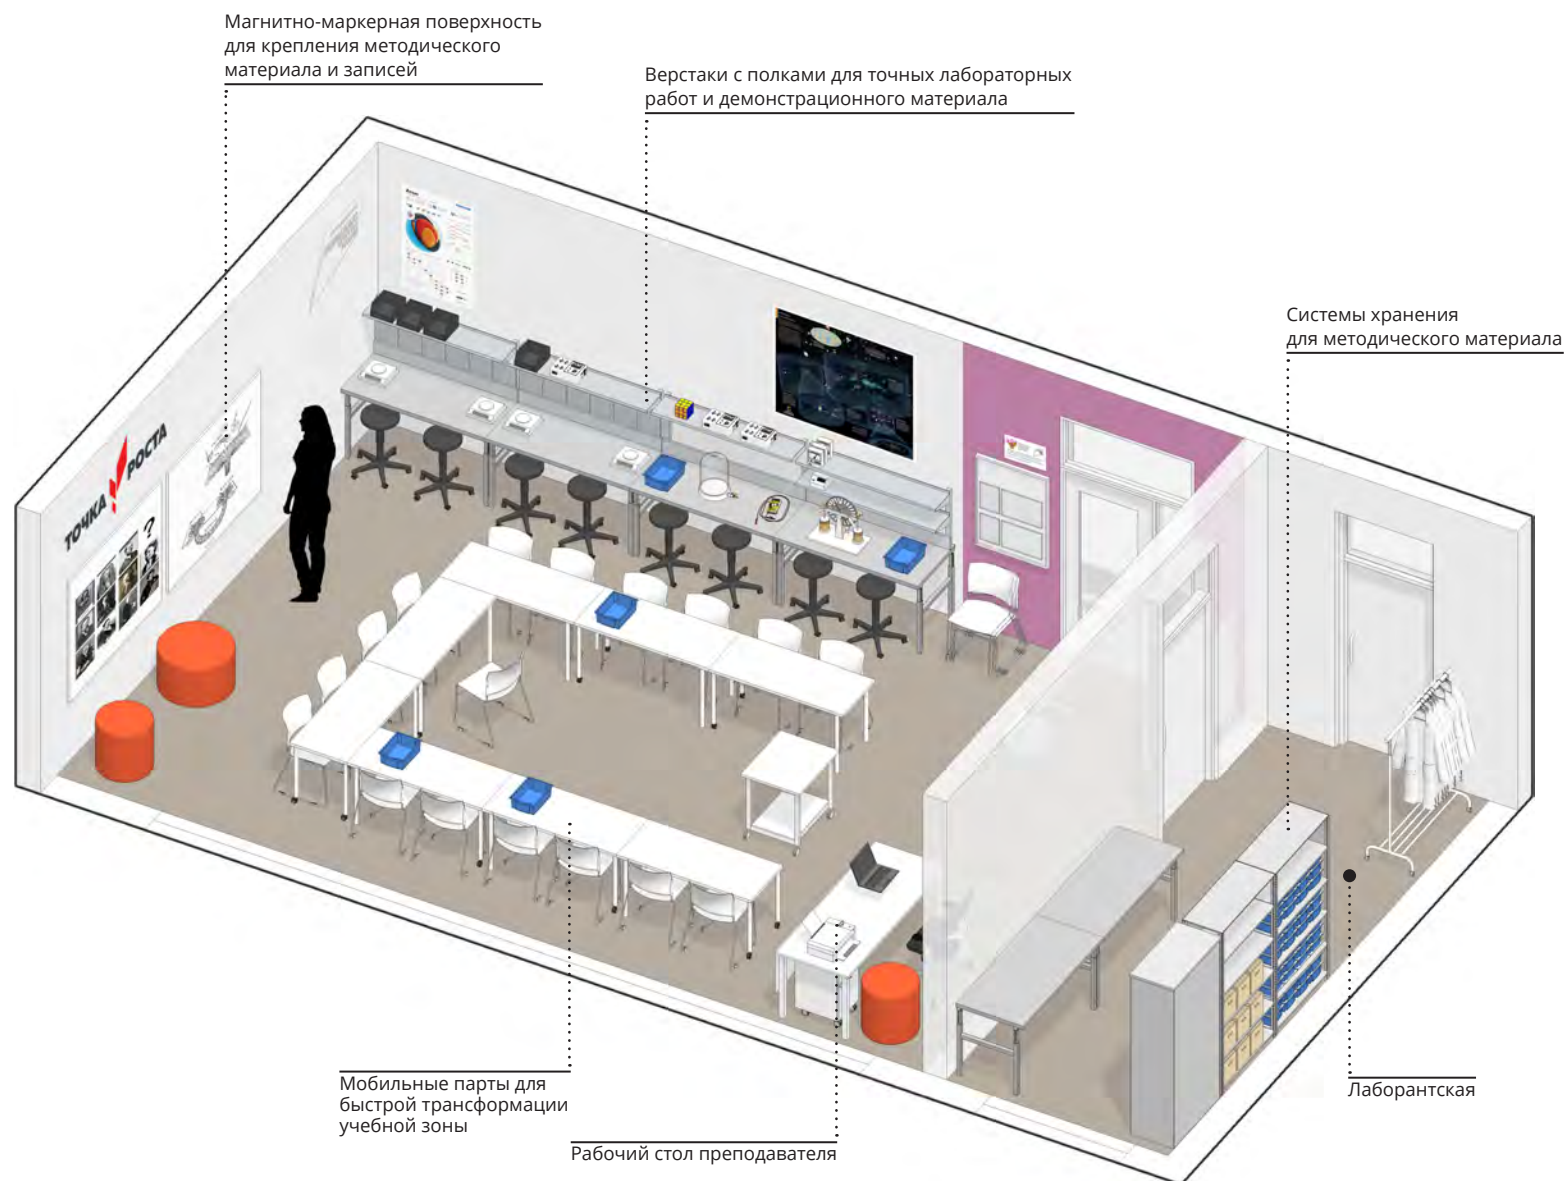 Магнитно-маркерная поверхность
для крепления методического
материала и записей
Верстаки с полками для точных лабораторных
работ и демонстрационного материала
Системы хранения
для методического материала
ТОЧКА РОСТА
?
Мобильные парты для
быстрой трансформации
учебной зоны
Рабочий стол преподавателя
Лаборантская